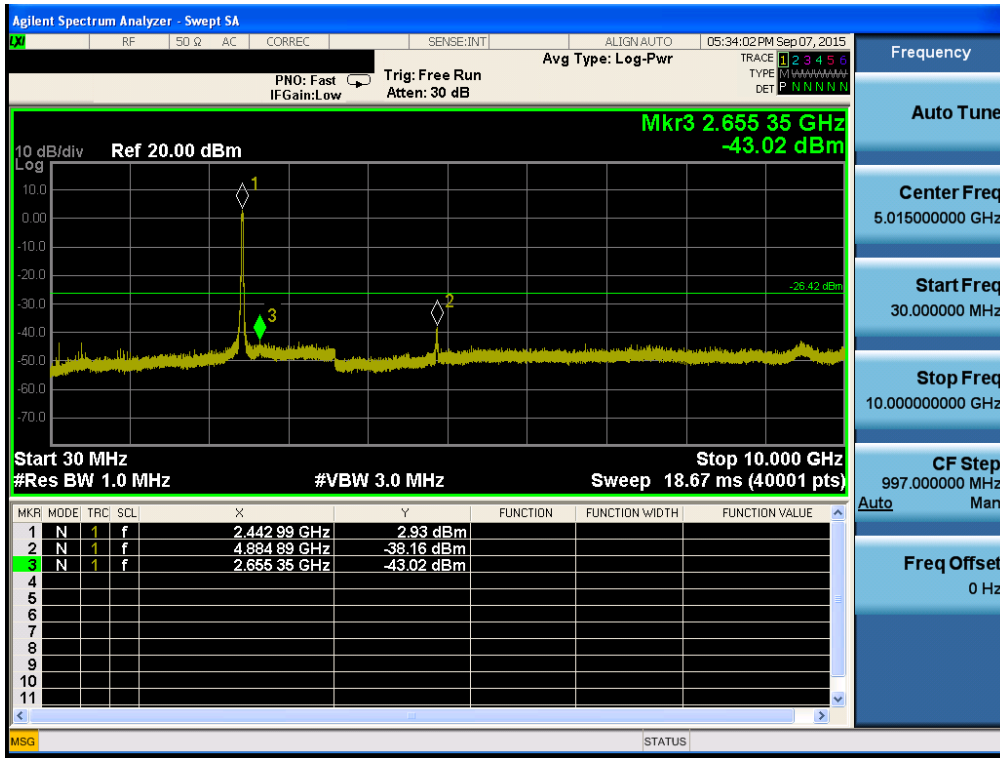 Agilent Spectrum Analyzer - Swept SA
LXI RF 50 Ω AC CORREC SENSE:INT ALIGN AUTO 05:34:02 PM Sep 07, 2015
Frequency
Avg Type: Log-Pwr
TRACE 1 2 3 4 5 6
PNO: Fast Trig: Free Run
TYPE M
IFGain:Low Atten: 30 dB
DET P N N N N N
Auto Tune
Mkr3 2.655 35 GHz
10 dB/div Ref 20.00 dBm -43.02 dBm
Log
10.0
0.00
-10.0
-20.0
-30.0
-40.0
-50.0
-60.0
-70.0
1
-26.42 dBm
2
3
Center Freq
5.015000000 GHz
Start Freq
30.000000 MHz
Stop Freq
10.000000000 GHz
Start 30 MHz Stop 10.000 GHz
#Res BW 1.0 MHz #VBW 3.0 MHz Sweep 18.67 ms (40001 pts)
CF Step
997.000000 MHz
Auto Man
MKR MODE TRC SCL X Y FUNCTION FUNCTION WIDTH FUNCTION VALUE
1 N 1 f 2.442 99 GHz 2.93 dBm
2 N 1 f 4.884 89 GHz -38.16 dBm
3 N 1 f 2.655 35 GHz -43.02 dBm
4
5
6
7
8
9
10
11
Freq Offset
0 Hz
MSG STATUS